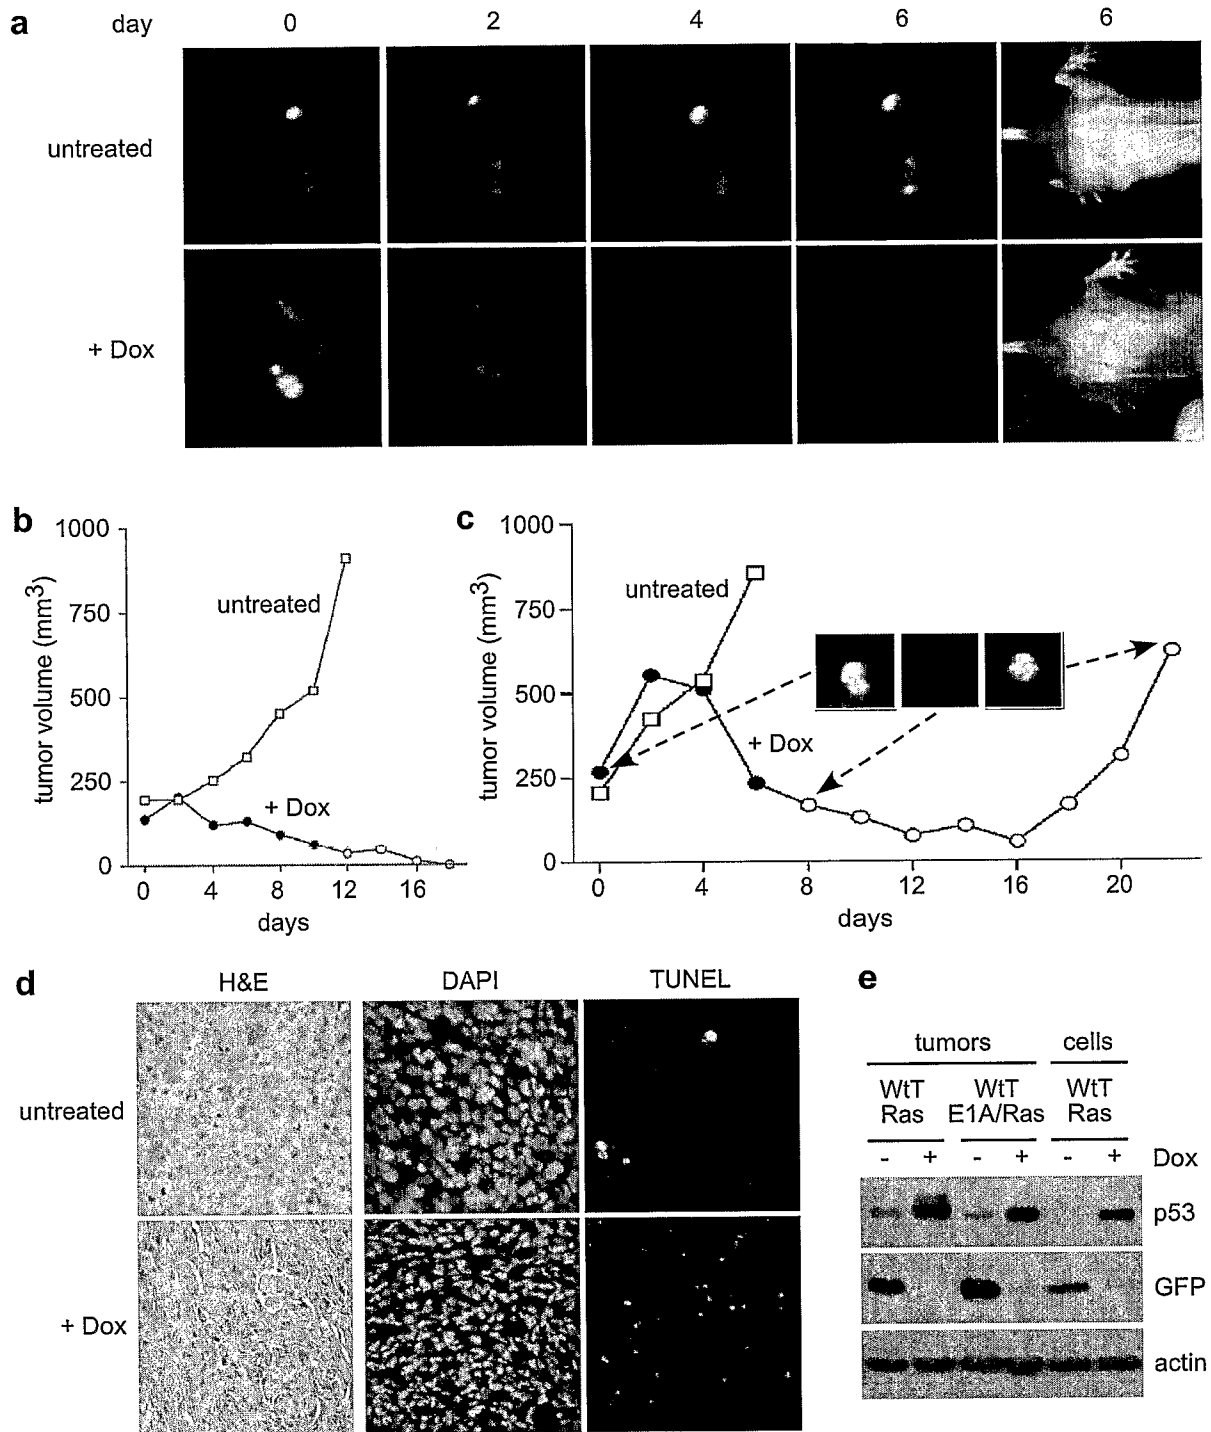 a day 0 2 4 6 6
untreated
+ Dox
b
1000
750
500
250
0
tumor volume (mm3)
untreated
+ Dox
0 4 8 12 16
days
c
1000
750
500
250
0
tumor volume (mm3)
untreated
+ Dox
0 4 8 12 16 20
days
d H&E DAPI TUNEL
untreated
+ Dox
e
tumors cells
WtT WtT WtT
Ras E1A/Ras Ras
- + - + - + Dox
p53
GFP
actin